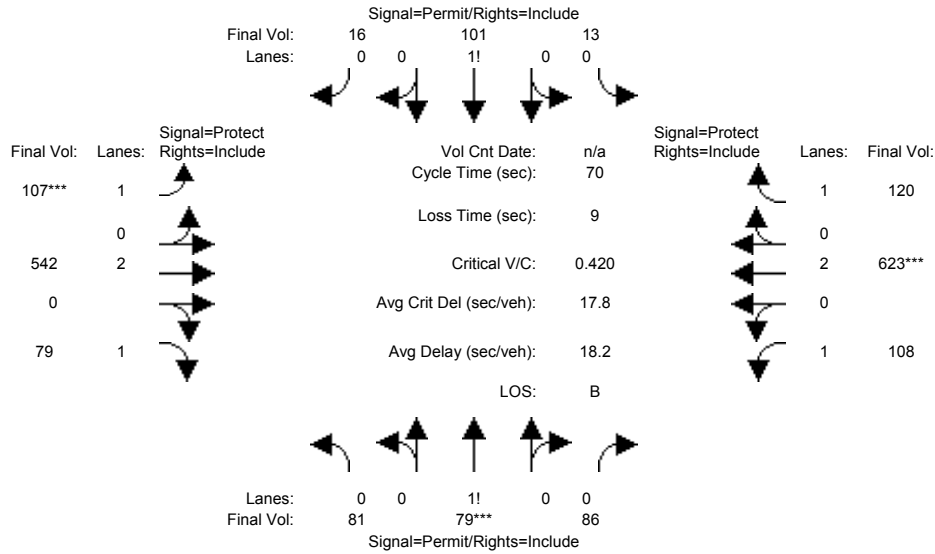 Signal=Permit/Rights=Include
Final Vol: 16 101 13
Lanes: 0 0 1! 0 0
Signal=Protect
Final Vol: Lanes: Rights=Include
Vol Cnt Date: n/a
Signal=Protect
Rights=Include Lanes: Final Vol:
Cycle Time (sec): 70
107*** 1
1 120
Loss Time (sec): 9
0
0
542 2
Critical V/C: 0.420
2 623***
0
Avg Crit Del (sec/veh): 17.8
0
79 1
Avg Delay (sec/veh): 18.2
1 108
LOS: B
Lanes: 0 0 1! 0 0
Final Vol: 81 79*** 86
Signal=Permit/Rights=Include